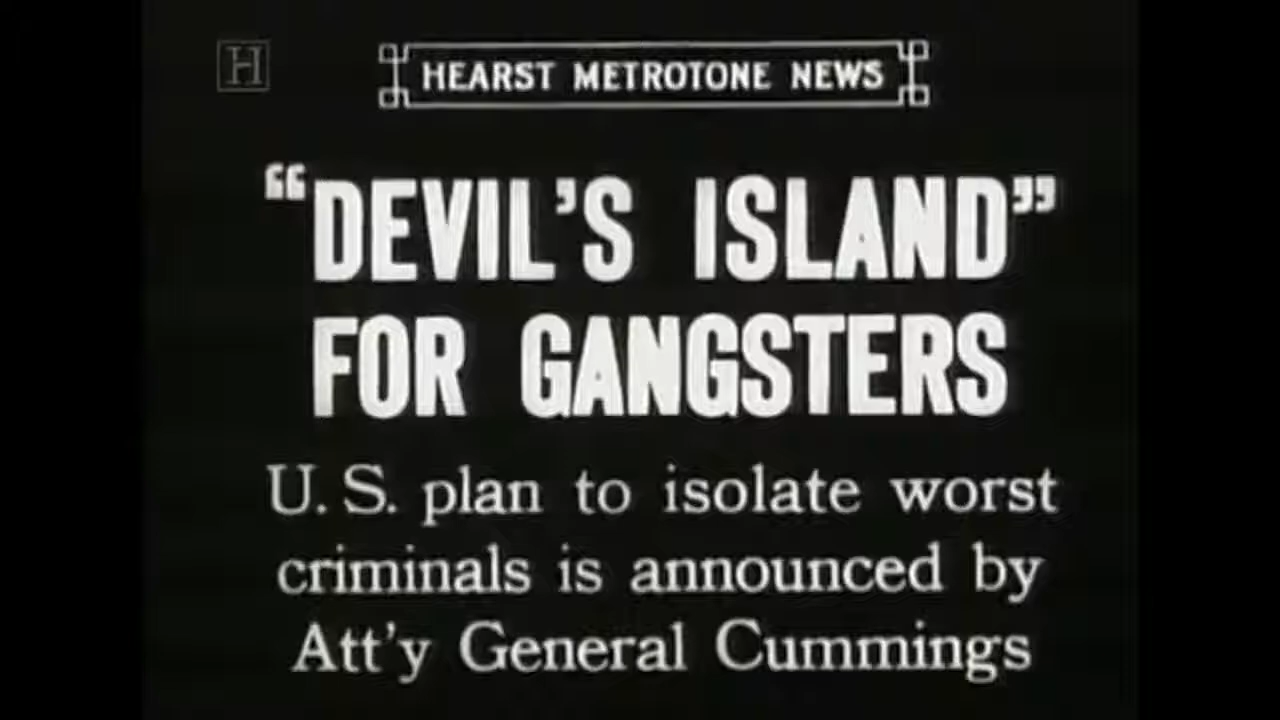 H
HEARST METROTONE NEWS
“DEVIL’S ISLAND”
FOR GANGSTERS
U. S. plan to isolate worst
criminals is announced by
Att’y General Cummings